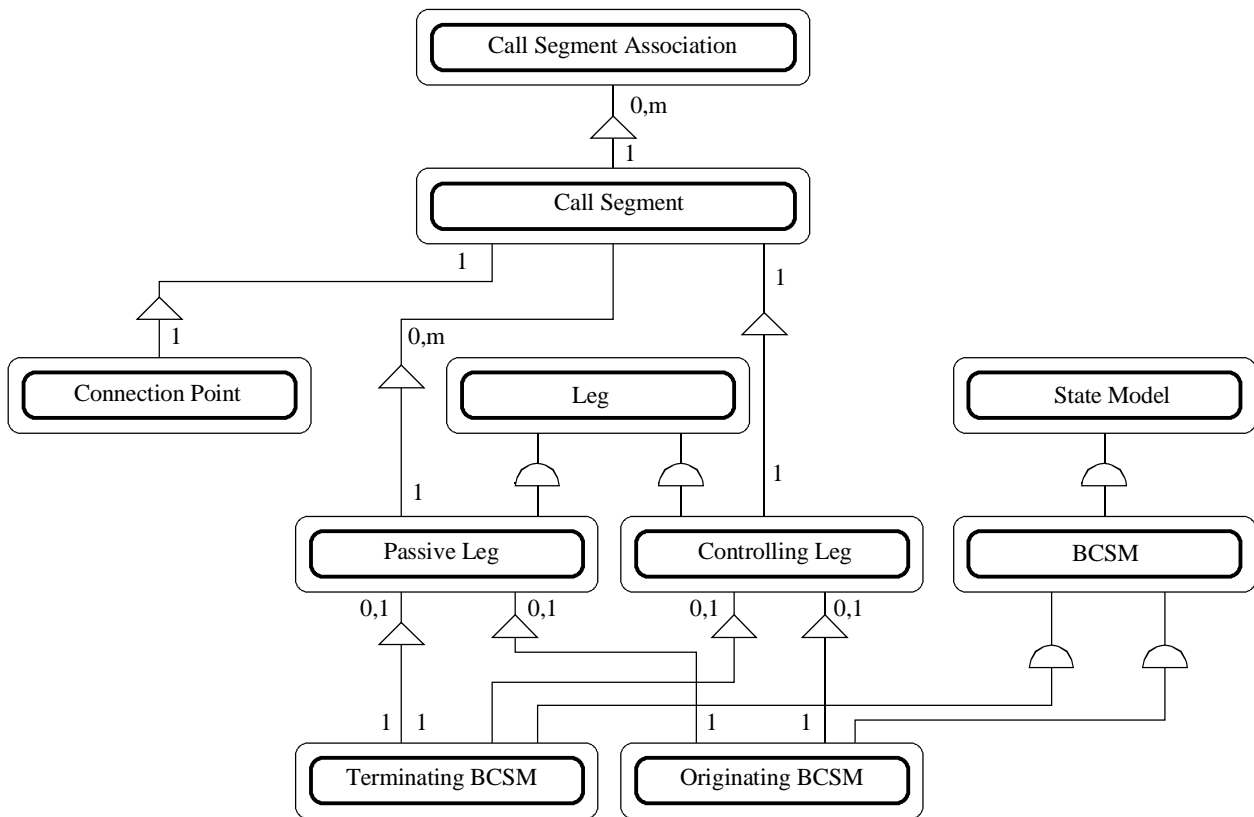 Call Segment Association
0,m
1
Call Segment
1
1
0,m
1
Connection Point
Leg
State Model
1
1
Passive Leg
Controlling Leg
BCSM
0,1
0,1
0,1
0,1
1
1
1
1
Terminating BCSM
Originating BCSM